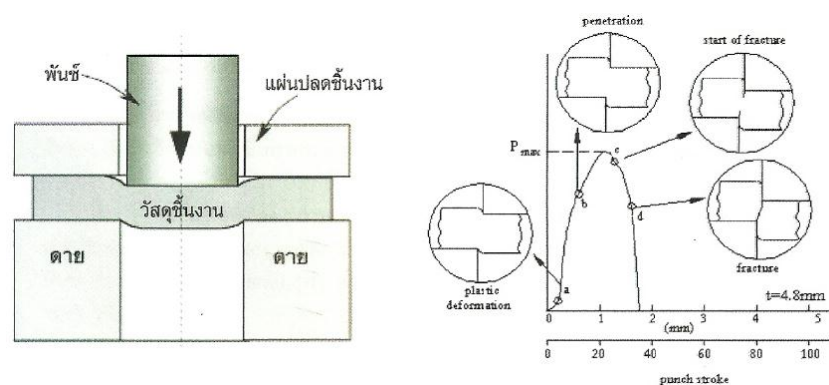 พันช์
แผ่นปลดชิ้นงาน
วัสดุชิ้นงาน
ดาย
ดาย
penetration
start of fracture
P max
c
b
d
a
plastic
deformation
fracture
t=4.8mm
0 1 2 3 4 5
(mm)
0 20 40 60 80 100
punch stroke